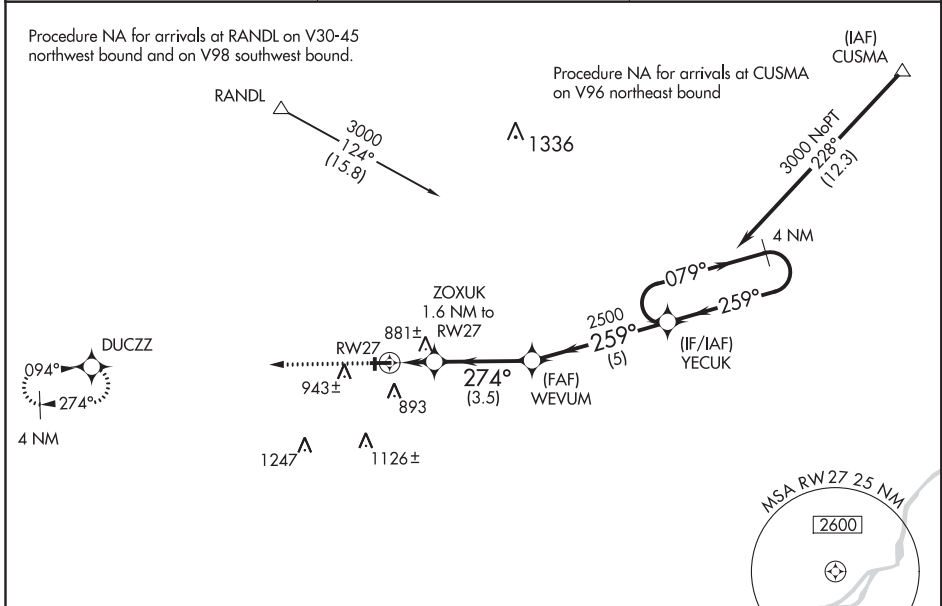 Procedure NA for arrivals at RANDL on V30-45
northwest bound and on V98 southwest bound.
(IAF)
CUSMA
Procedure NA for arrivals at CUSMA
on V96 northeast bound
RANDL
3000
124°
(15.8)
1336
3000 NoPT
228°
(12.3)
4 NM
079°
259°
ZOXUK
1.6 NM to
RW27
881±
2500
259°
(5)
(IF/IAF)
YECUK
DUCZZ
RW27
094°
274°
4 NM
943±
893
274°
(3.5)
(FAF)
WEVUM
1247
1126±
MSA RW27 25 NM
2600